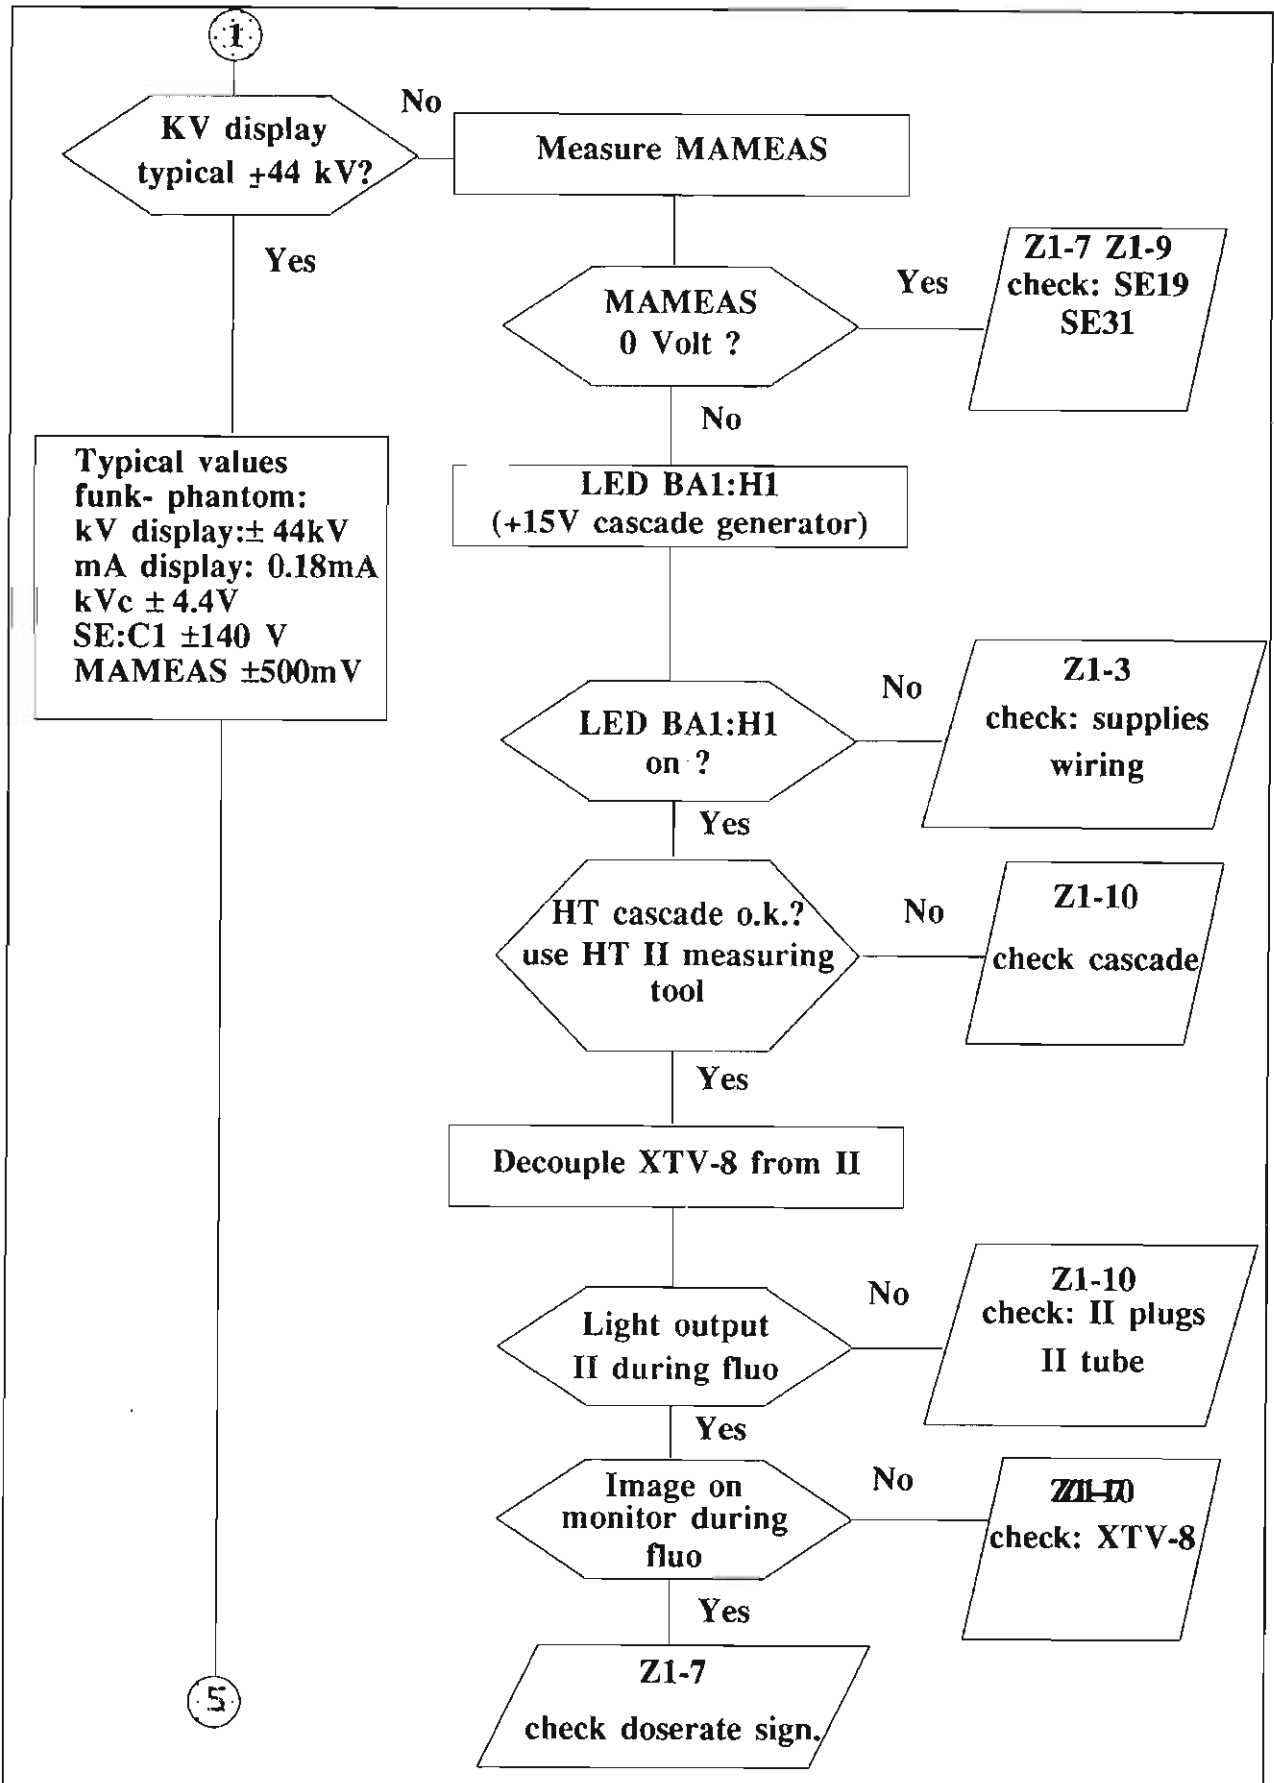 1
KV display
typical ±44 kV?
No
Measure MAMEAS
Yes
MAMEAS
0 Volt ?
Yes
Z1-7 Z1-9
check: SE19
SE31
No
Typical values
funk- phantom:
kV display:± 44kV
mA display: 0.18mA
kVc ± 4.4V
SE:C1 ±140 V
MAMEAS ±500mV
LED BA1:H1
(+15V cascade generator)
LED BA1:H1
on ?
No
Z1-3
check: supplies
wiring
Yes
HT cascade o.k.?
use HT II measuring
tool
No
Z1-10
check cascade
Yes
Decouple XTV-8 from II
Light output
II during fluo
No
Z1-10
check: II plugs
II tube
Yes
Image on
monitor during
fluo
No
check: XTV-8
Yes
Z1-7
check doserate sign.
5